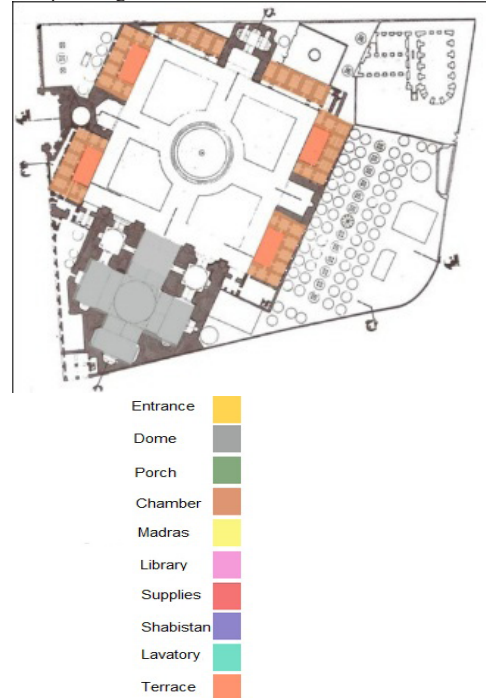 Entrance
Dome
Porch
Chamber
Madras
Library
Supplies
Shabistan
Lavatory
Terrace